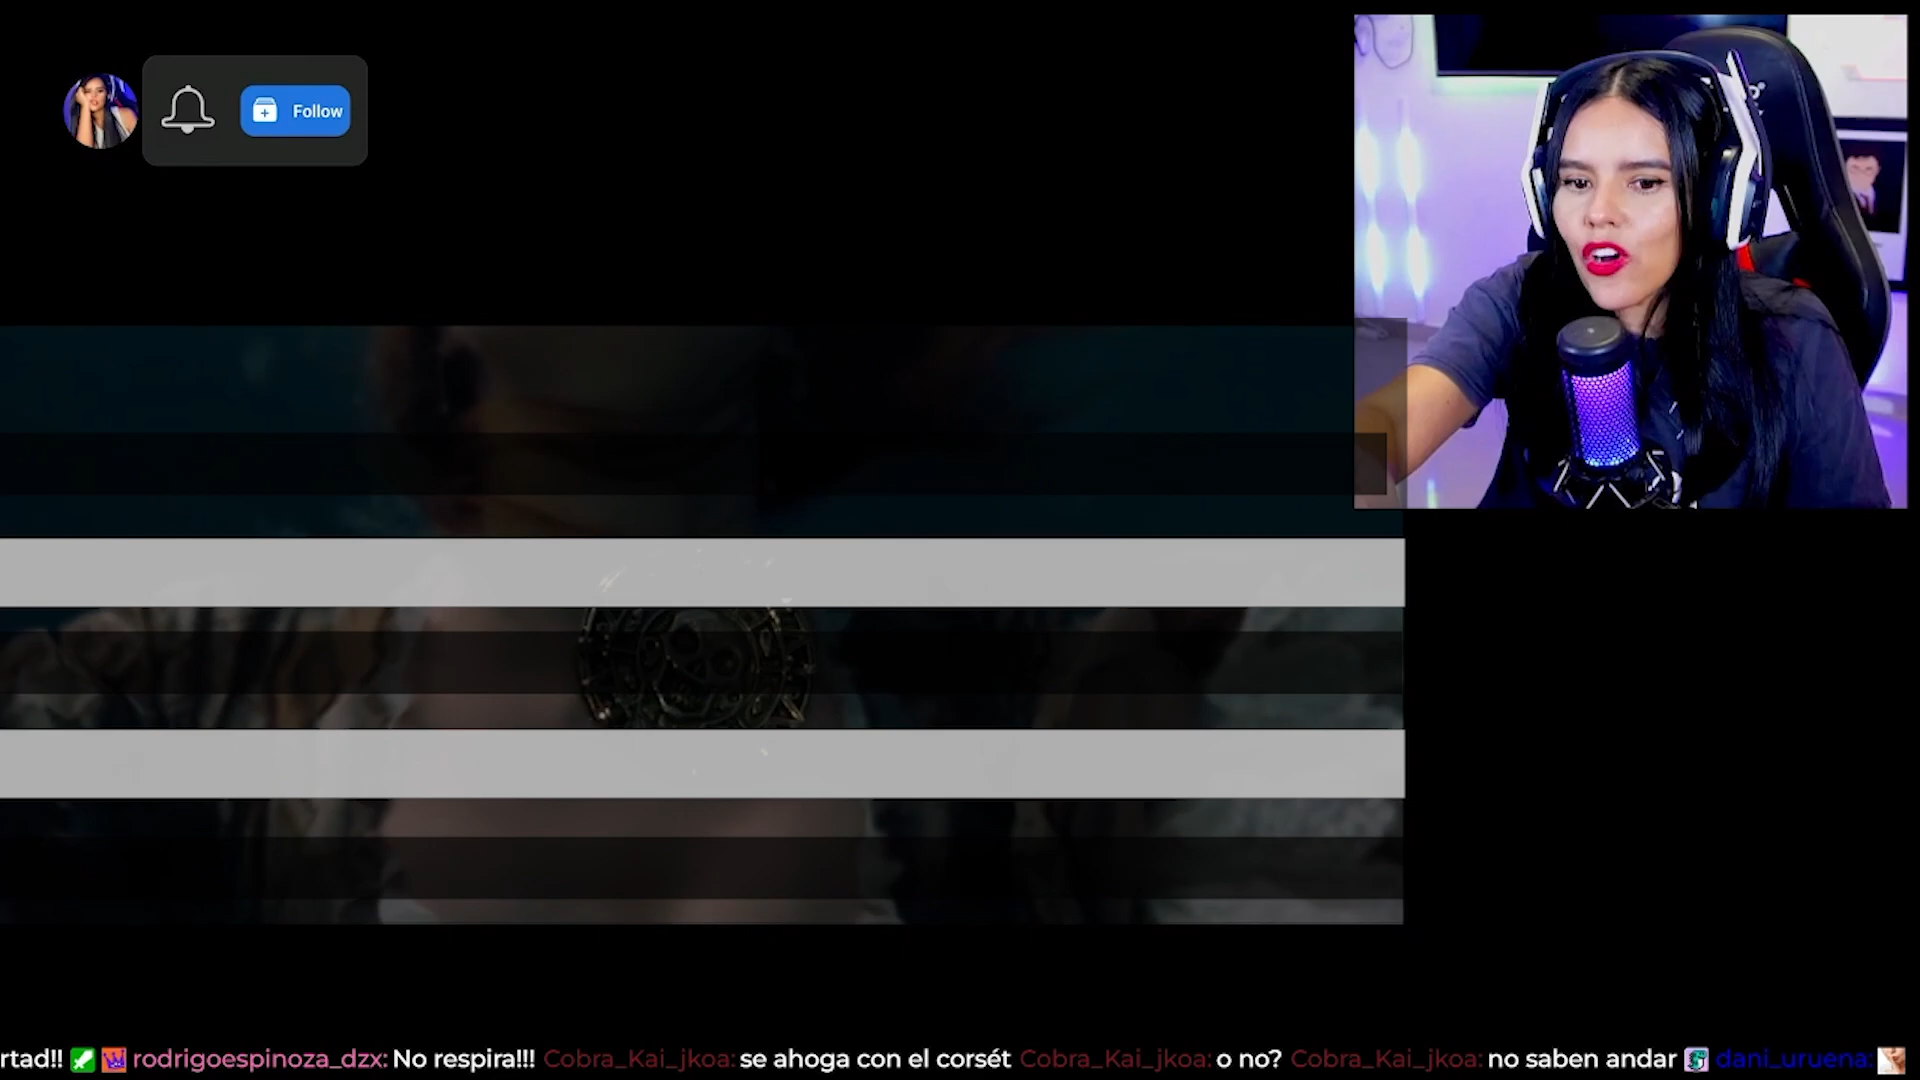 Follow
rtad!! rodrigoespinoza_dzx: No respira!!! Cobra_Kai_jkoa: se ahoga con el corsét Cobra_Kai_jkoa: o no? Cobra_Kai_jkoa: no saben andar dani_uruena: